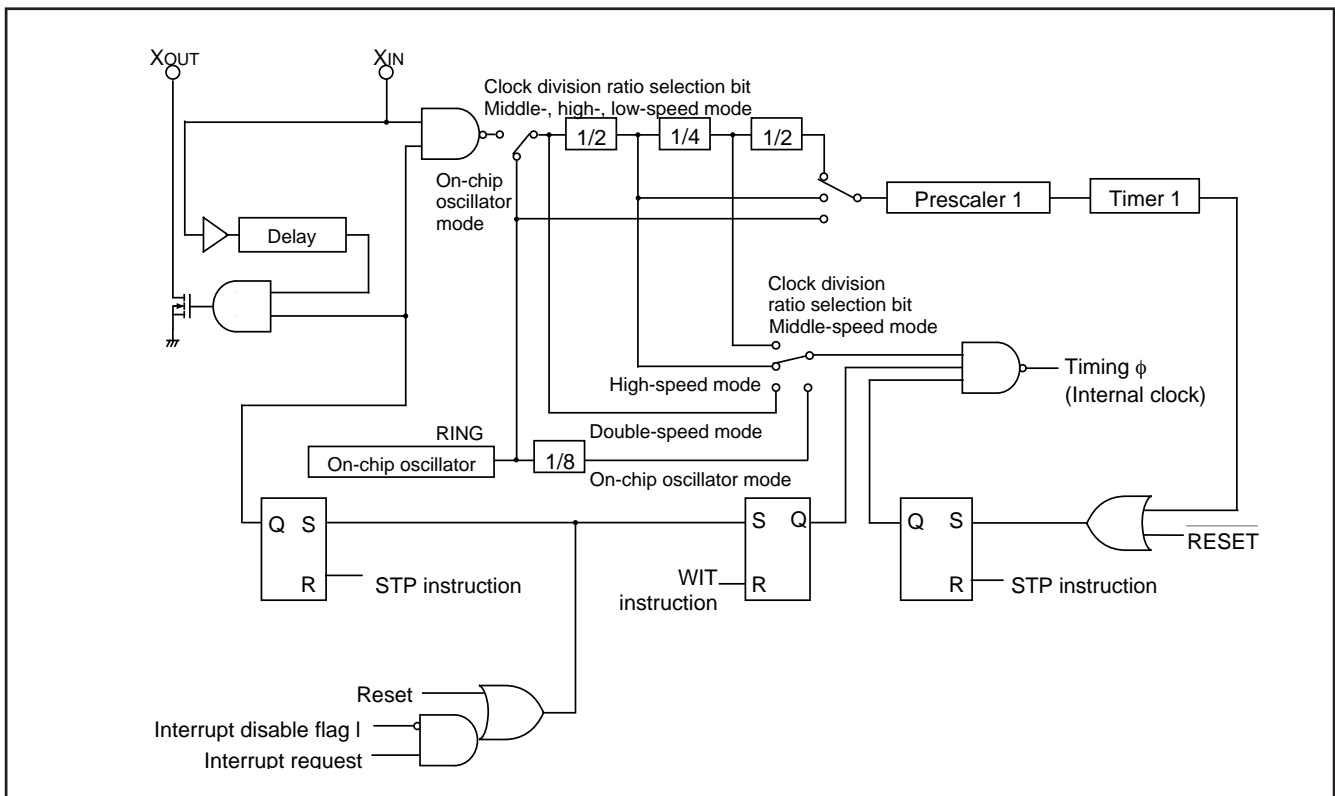 XOUT
XIN
Clock division ratio selection bit
Middle-, high-, low-speed mode
1/2
1/4
1/2
On-chip
oscillator
mode
Prescaler 1
Timer 1
Delay
Clock division
ratio selection bit
Middle-speed mode
High-speed mode
Timing ϕ
(Internal clock)
RING
Double-speed mode
On-chip oscillator
1/8
On-chip oscillator mode
Q S
S Q
Q S
RESET
R
STP instruction
WIT
instruction
R
R
STP instruction
Reset
Interrupt disable flag I
Interrupt request